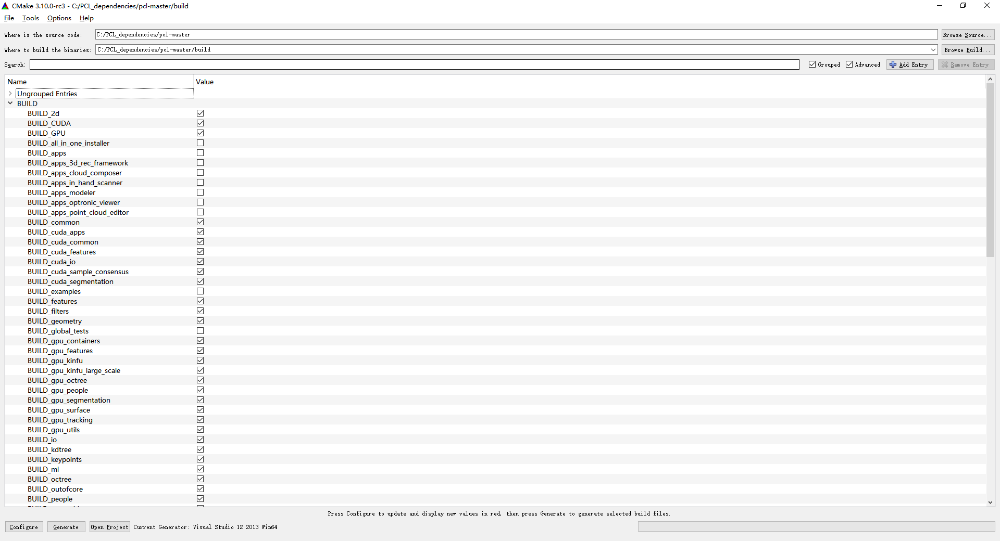 CMake 3.10.0-rc3 - C:/PCL_dependencies/pcl-master/build
File Tools Options Help
Where is the source code: C:/PCL_dependencies/pcl-master Browse Source...
Where to build the binaries: C:/PCL_dependencies/pcl-master/build Browse Build...
Search: Grouped Advanced Add Entry Remove Entry
Name Value
Ungrouped Entries
BUILD
BUILD_2d
BUILD_CUDA
BUILD_GPU
BUILD_all_in_one_installer
BUILD_apps
BUILD_apps_3d_rec_framework
BUILD_apps_cloud_composer
BUILD_apps_in_hand_scanner
BUILD_apps_modeler
BUILD_apps_optronic_viewer
BUILD_apps_point_cloud_editor
BUILD_common
BUILD_cuda_apps
BUILD_cuda_common
BUILD_cuda_features
BUILD_cuda_io
BUILD_cuda_sample_consensus
BUILD_cuda_segmentation
BUILD_examples
BUILD_features
BUILD_filters
BUILD_geometry
BUILD_global_tests
BUILD_gpu_containers
BUILD_gpu_features
BUILD_gpu_kinfu
BUILD_gpu_kinfu_large_scale
BUILD_gpu_octree
BUILD_gpu_people
BUILD_gpu_segmentation
BUILD_gpu_surface
BUILD_gpu_tracking
BUILD_gpu_utils
BUILD_io
BUILD_kdtree
BUILD_keypoints
BUILD_ml
BUILD_octree
BUILD_outofcore
BUILD_people
Press Configure to update and display new values in red, then press Generate to generate selected build files.
Configure Generate Open Project Current Generator: Visual Studio 12 2013 Win64